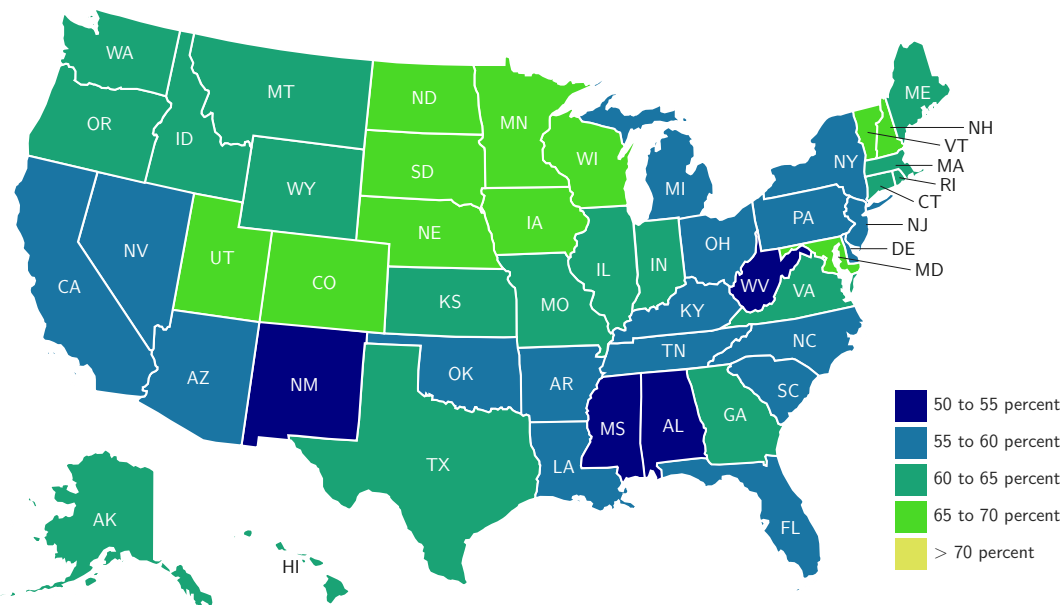 WA
ME
MT
ND
MN
OR
NH
ID
VT
WI
NY
MA
SD
RI
WY
MI
CT
PA
IA
NJ
NE
OH
DE
NV
UT
IL
IN
MD
CO
CA
WV
VA
KS
MO
KY
NC
TN
AZ
OK
NM
AR
SC
50 to 55 percent
GA
MS
AL
55 to 60 percent
TX
LA
60 to 65 percent
AK
65 to 70 percent
FL
> 70 percent
HI